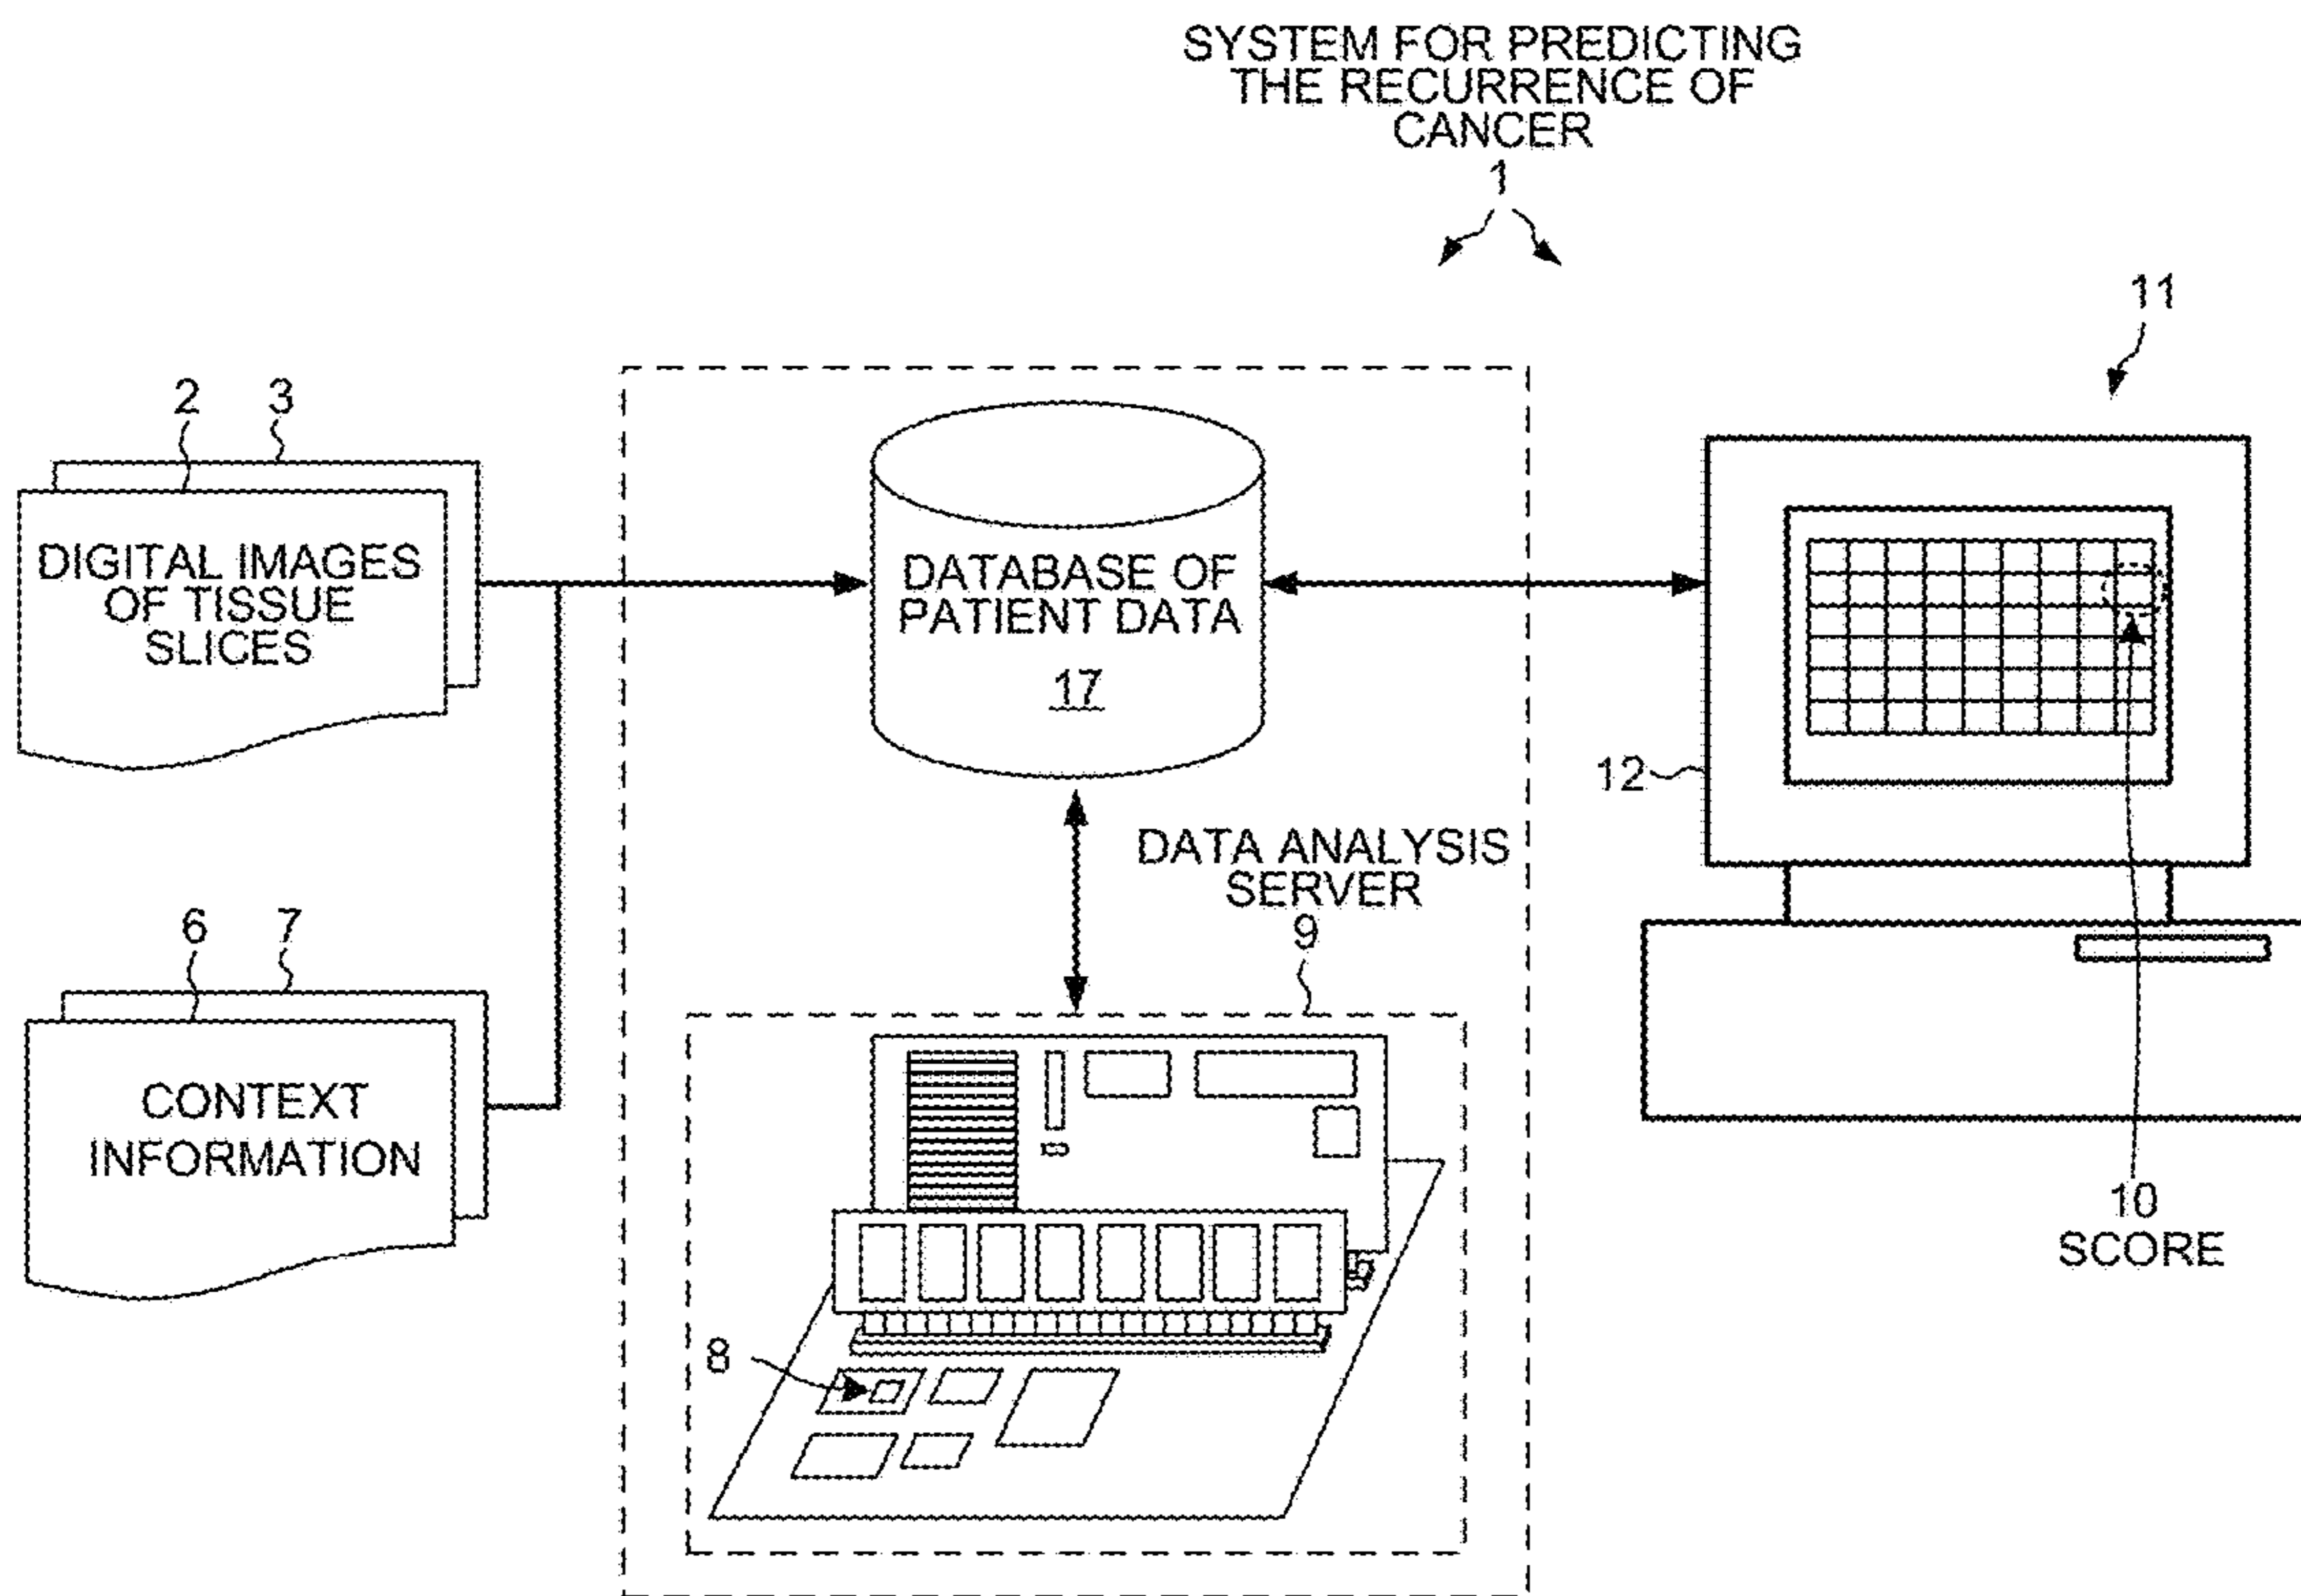 SYSTEM FOR PREDICTING
THE RECURRENCE OF
CANCER
1
11
2
3
DIGITAL IMAGES
OF TISSUE
SLICES
DATABASE OF
PATIENT DATA
17
12
DATA ANALYSIS
SERVER
9
6
7
CONTEXT
INFORMATION
10
SCORE
8